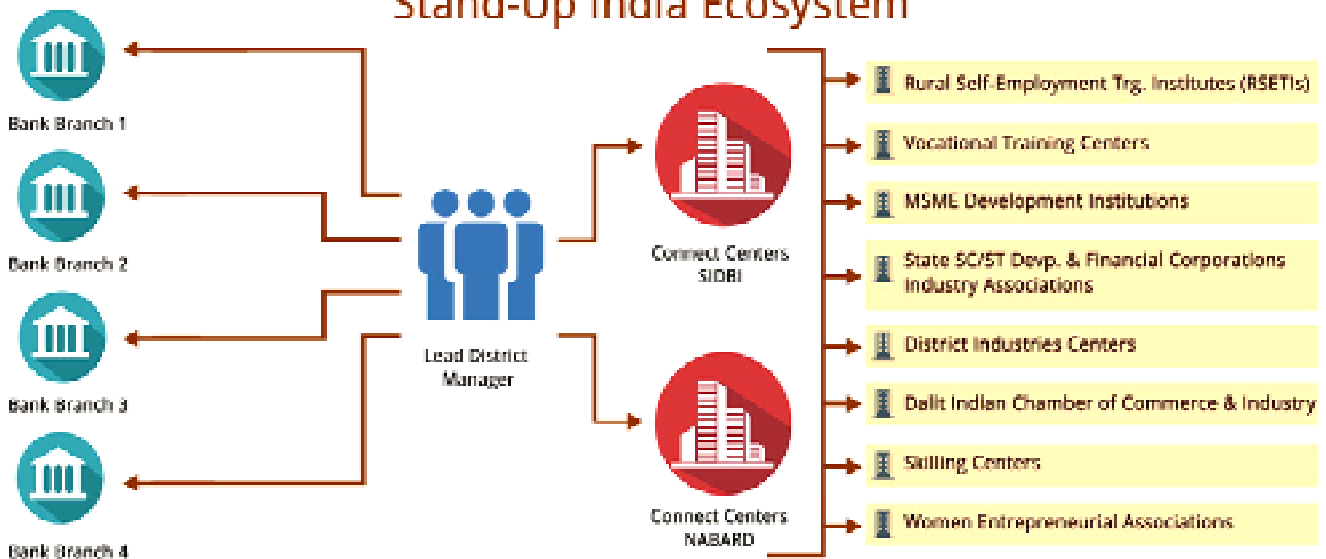 Stand-Up India Ecosystem
Bank Branch 1
Bank Branch 2
Bank Branch 3
Bank Branch 4
Lead District
Manager
Connect Centers
SIDBI
Connect Centers
NABARD
Rural Self-Employment Trg. Institutes (RSETIs)
Vocational Training Centers
MSME Development Institutions
State SC/ST Devp. & Financial Corporations
Industry Associations
District Industries Centers
Dalit Indian Chamber of Commerce & Industry
Skilling Centers
Women Entrepreneurial Associations